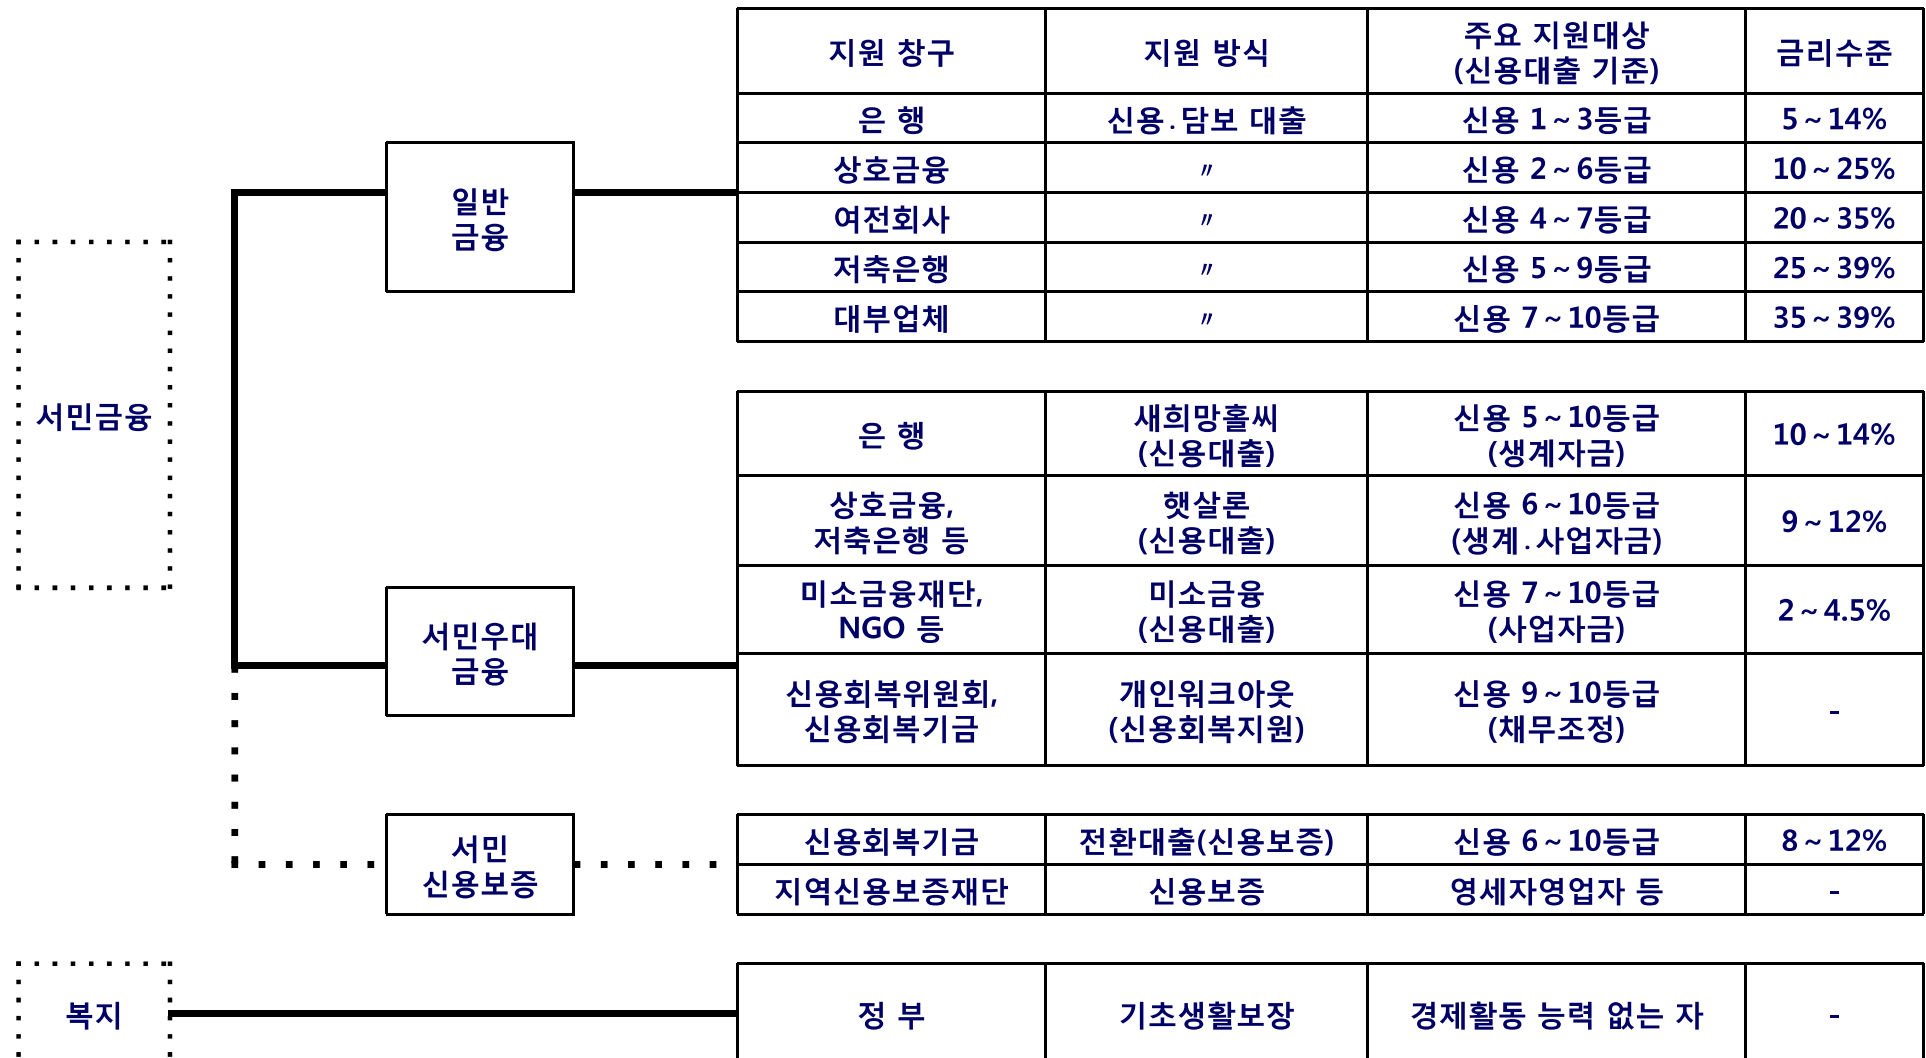 지원 창구
지원 방식
주요 지원대상
(신용대출 기준)
금리수준
은 행
신용.담보 대출
신용 1~3등급
5~14%
상호금융
〃
신용 2~6등급
10~25%
여전회사
〃
신용 4~7등급
20~35%
저축은행
〃
신용 5~9등급
25~39%
대부업체
〃
신용 7~10등급
35~39%
일반
금융
서민금융
은 행
새희망홀씨
(신용대출)
신용 5~10등급
(생계자금)
10~14%
상호금융,
저축은행 등
햇살론
(신용대출)
신용 6~10등급
(생계.사업자금)
9~12%
미소금융재단,
NGO 등
미소금융
(신용대출)
신용 7~10등급
(사업자금)
2~4.5%
서민우대
금융
신용회복위원회,
신용회복기금
개인워크아웃
(신용회복지원)
신용 9~10등급
(채무조정)
-
서민
신용보증
신용회복기금
전환대출(신용보증)
신용 6~10등급
8~12%
지역신용보증재단
신용보증
영세자영업자 등
-
복지
정 부
기초생활보장
경제활동 능력 없는 자
-